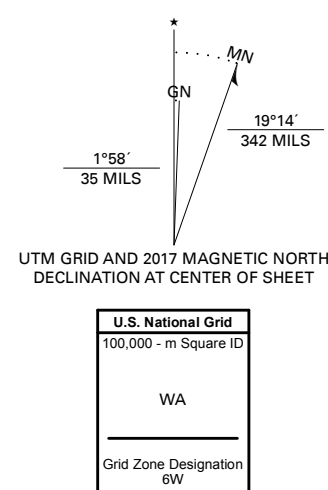 ★
MN
GN
19°14´
342 MILS
1°58´
35 MILS
UTM GRID AND 2017 MAGNETIC NORTH
DECLINATION AT CENTER OF SHEET
U.S. National Grid
100,000 - m Square ID
WA
Grid Zone Designation
6W